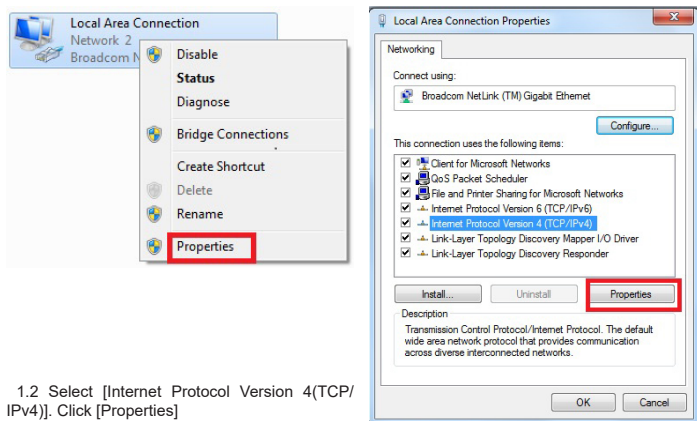 Local Area Connection
Network 2
Broadcom N
Disable
Status
Diagnose
Bridge Connections
Create Shortcut
Delete
Rename
Properties
1.2 Select [Internet Protocol Version 4(TCP/
IPv4)]. Click [Properties]
Local Area Connection Properties
Networking
Connect using:
Broadcom NetLink (TM) Gigabit Ethernet
Configure...
This connection uses the following items:
Client for Microsoft Networks
QoS Packet Scheduler
File and Printer Sharing for Microsoft Networks
Internet Protocol Version 6 (TCP/IPv6)
Internet Protocol Version 4 (TCP/IPv4)
Link-Layer Topology Discovery Mapper I/O Driver
Link-Layer Topology Discovery Responder
Install... Uninstall Properties
Description
Transmission Control Protocol/Internet Protocol. The default
wide area network protocol that provides communication
across diverse interconnected networks.
OK Cancel